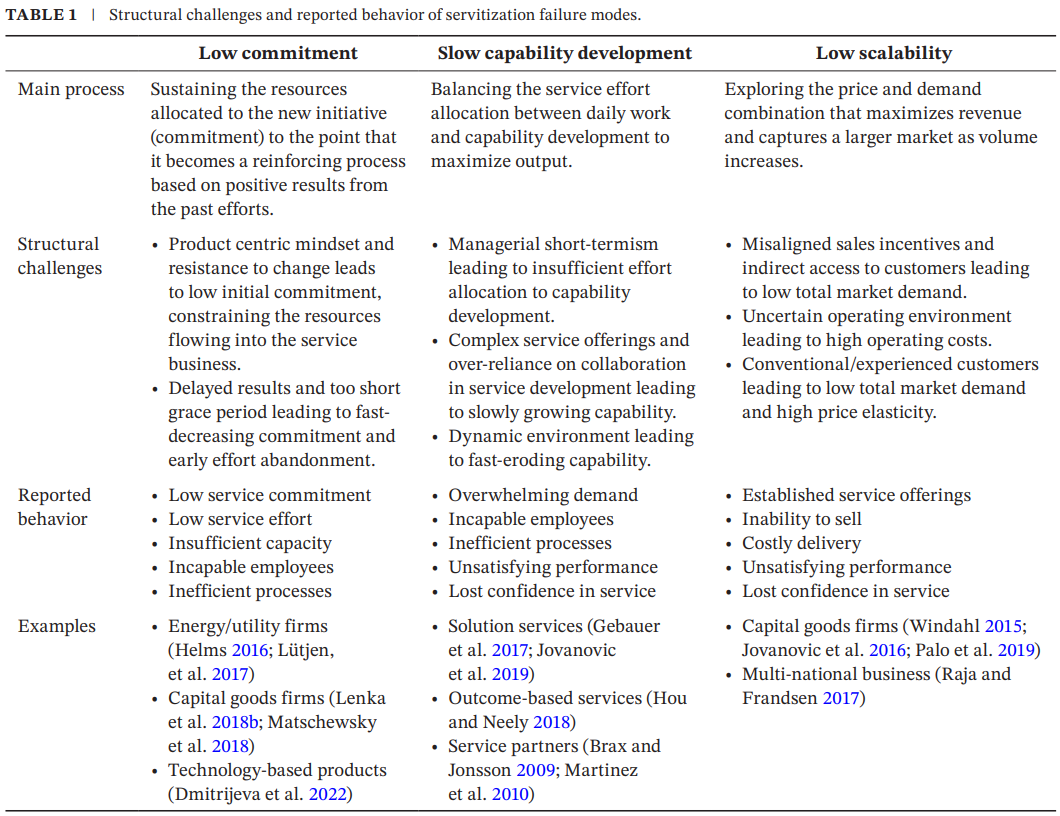 TABLE 1 | Structural challenges and reported behavior of servitization failure modes.
Low commitment
Slow capability development
Low scalability
Main process
Sustaining the resources
allocated to the new initiative
(commitment) to the point that
it becomes a reinforcing process
based on positive results from
the past efforts.
Balancing the service effort
allocation between daily work
and capability development to
maximize output.
Exploring the price and demand
combination that maximizes revenue
and captures a larger market as volume
increases.
Structural
challenges
• Product centric mindset and
resistance to change leads
to low initial commitment,
constraining the resources
flowing into the service
business.
• Delayed results and too short
grace period leading to fast-
decreasing commitment and
early effort abandonment.
• Managerial short-termism
leading to insufficient effort
allocation to capability
development.
• Complex service offerings and
over-reliance on collaboration
in service development leading
to slowly growing capability.
• Dynamic environment leading
to fast-eroding capability.
• Misaligned sales incentives and
indirect access to customers leading
to low total market demand.
• Uncertain operating environment
leading to high operating costs.
• Conventional/experienced customers
leading to low total market demand
and high price elasticity.
Reported
behavior
• Low service commitment
• Low service effort
• Insufficient capacity
• Incapable employees
• Inefficient processes
• Overwhelming demand
• Incapable employees
• Inefficient processes
• Unsatisfying performance
• Lost confidence in service
• Established service offerings
• Inability to sell
• Costly delivery
• Unsatisfying performance
• Lost confidence in service
Examples
• Energy/utility firms
(Helms 2016; Lütjen,
et al. 2017)
• Capital goods firms (Lenka
et al. 2018b; Matschewsky
et al. 2018)
• Technology-based products
(Dmitrijeva et al. 2022)
• Solution services (Gebauer
et al. 2017; Jovanovic
et al. 2019)
• Outcome-based services (Hou
and Neely 2018)
• Service partners (Brax and
Jonsson 2009; Martinez
et al. 2010)
• Capital goods firms (Windahl 2015;
Jovanovic et al. 2016; Palo et al. 2019)
• Multi-national business (Raja and
Frandsen 2017)